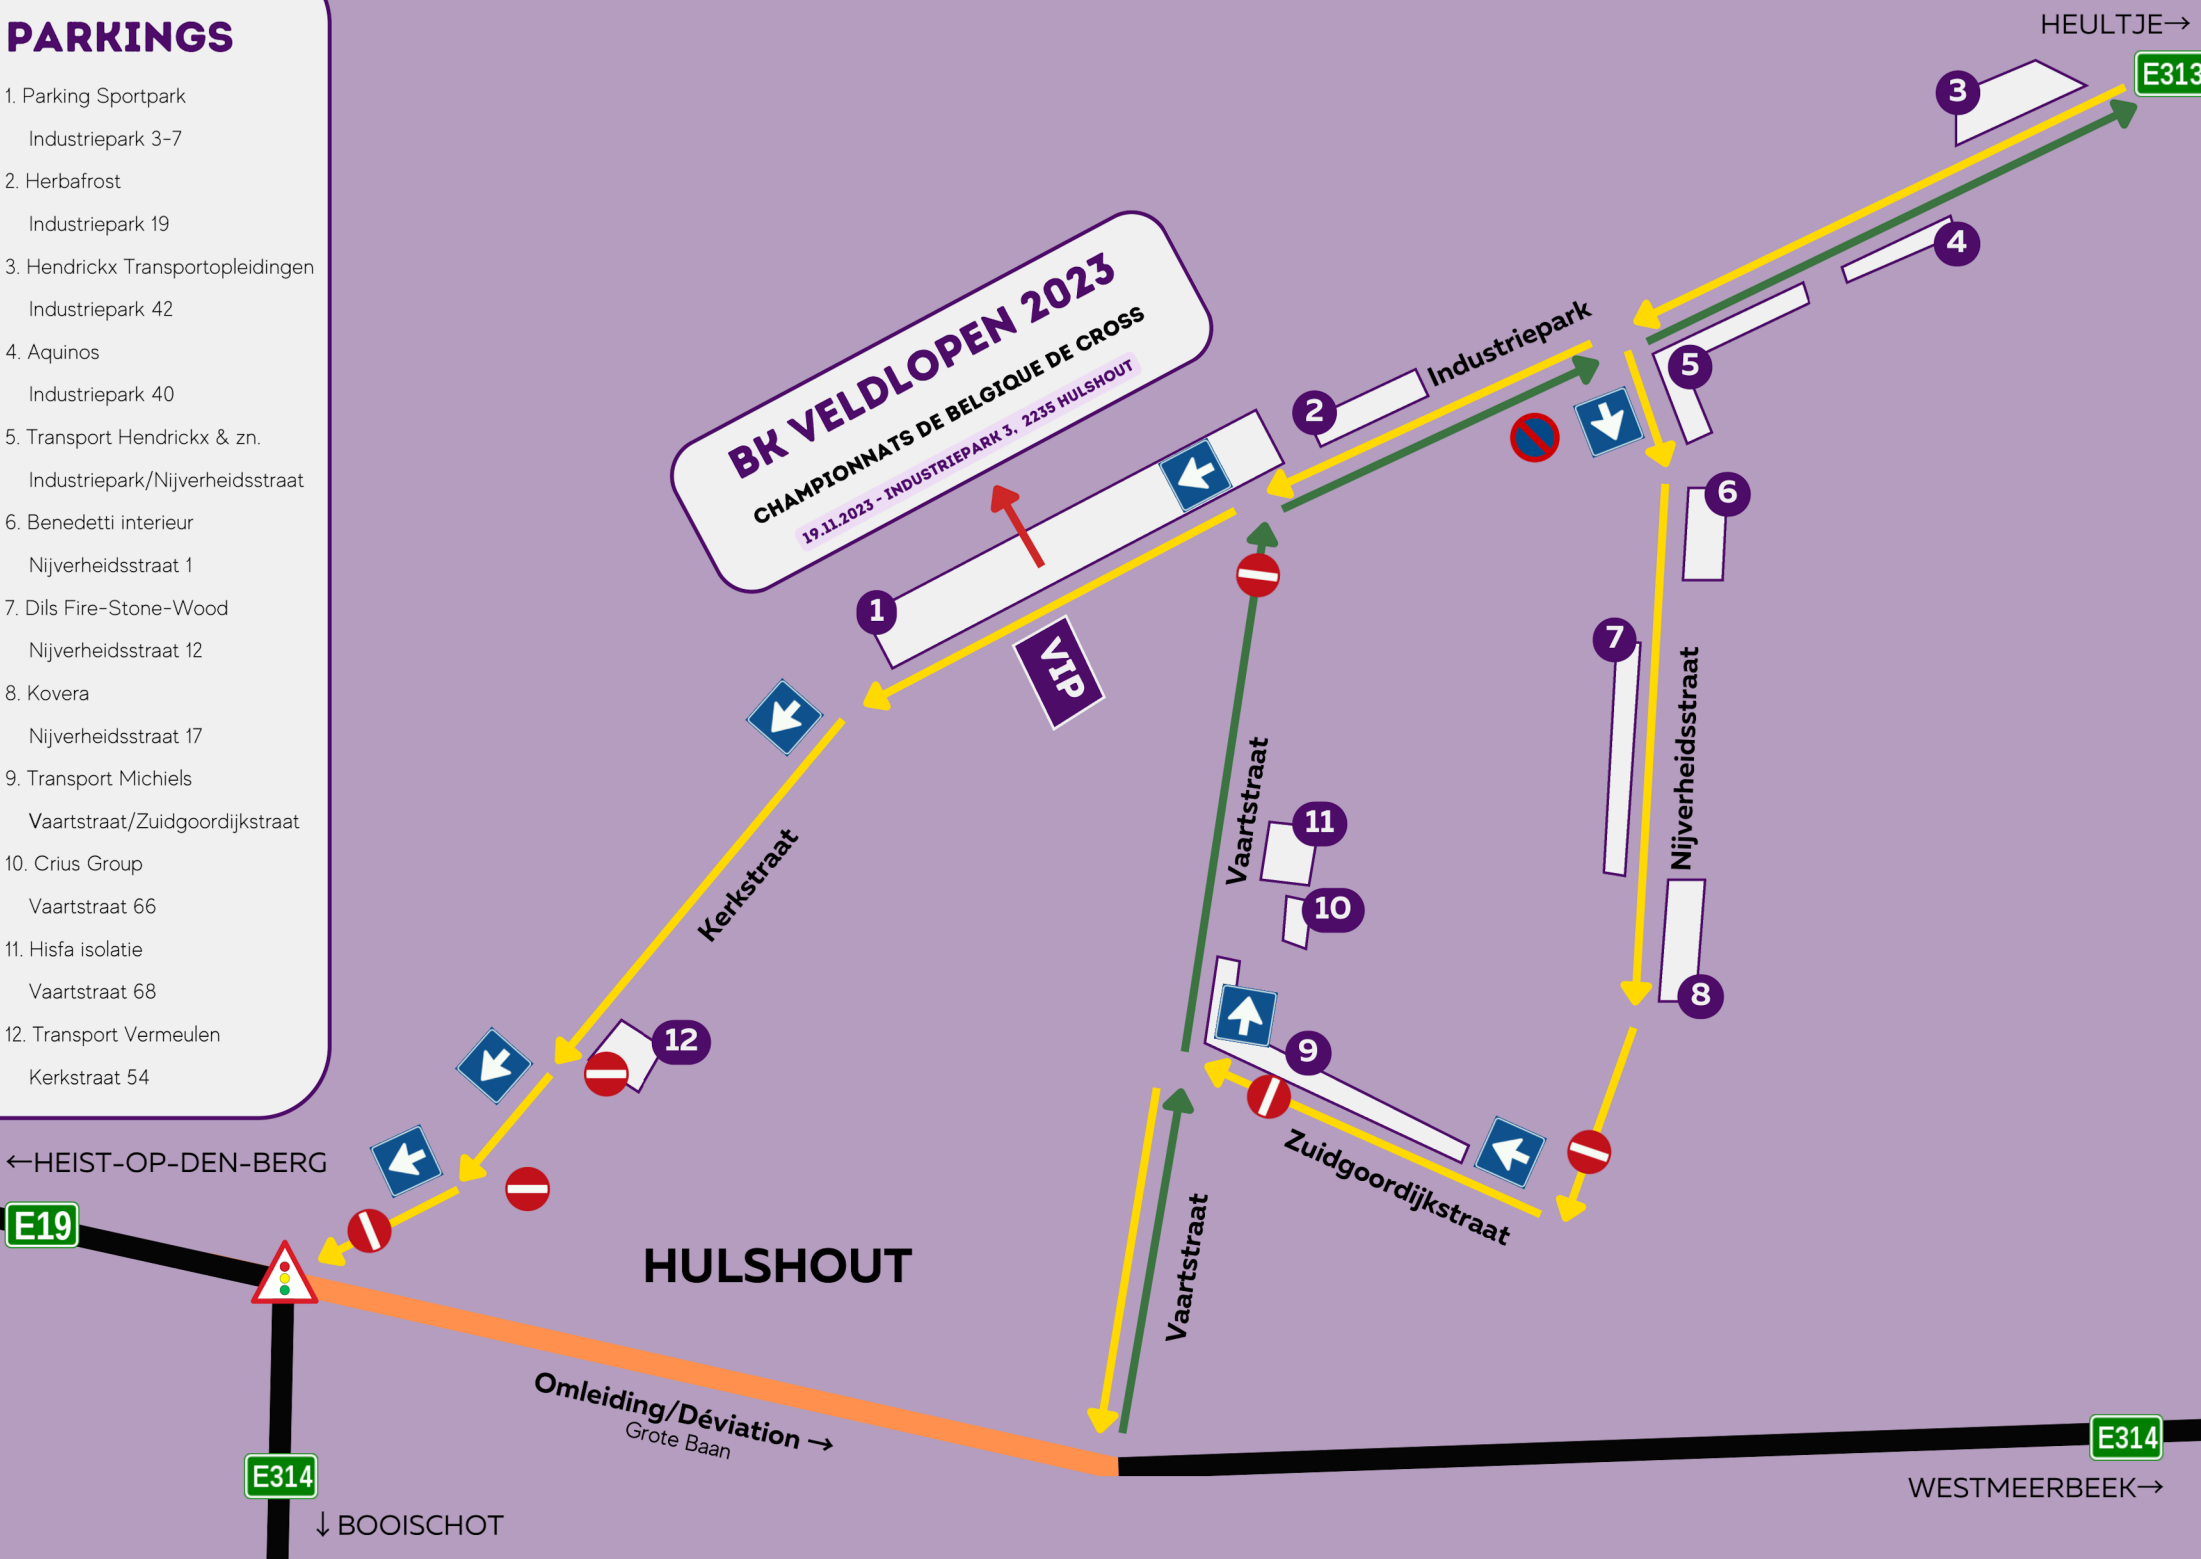 PARKINGS
1. Parking Sportpark
Industriepark 3-7
2. Herbafrost
Industriepark 19
3. Hendrickx Transportopleidingen
Industriepark 42
4. Aquinos
Industriepark 40
5. Transport Hendrickx & zn.
Industriepark/Nijverheidsstraat
6. Benedetti interieur
Nijverheidsstraat 1
7. Dils Fire-Stone-Wood
Nijverheidsstraat 12
8. Kovera
Nijverheidsstraat 17
9. Transport Michiels
Vaartstraat/Zuidgoordijkstraat
10. Crius Group
Vaartstraat 66
11. Hisfa isolatie
Vaartstraat 68
12. Transport Vermeulen
Kerkstraat 54
HEULTJE→
E313
3
4
BK VELDLOPEN 2023
CHAMPIONNATS DE BELGIQUE DE CROSS
19.11.2023 - INDUSTRIEPARK 3, 2235 HULSHOUT
Industriepark
5
2
6
1
7
VIP
Nijverheidsstraat
Vaartstraat
11
Kerkstraat
10
8
12
9
Zuidgoordijkstraat
←HEIST-OP-DEN-BERG
E19
HULSHOUT
Vaartstraat
Omleiding/Déviation →
Grote Baan
E314
E314
WESTMEERBEEK→
↓BOOISCHOT